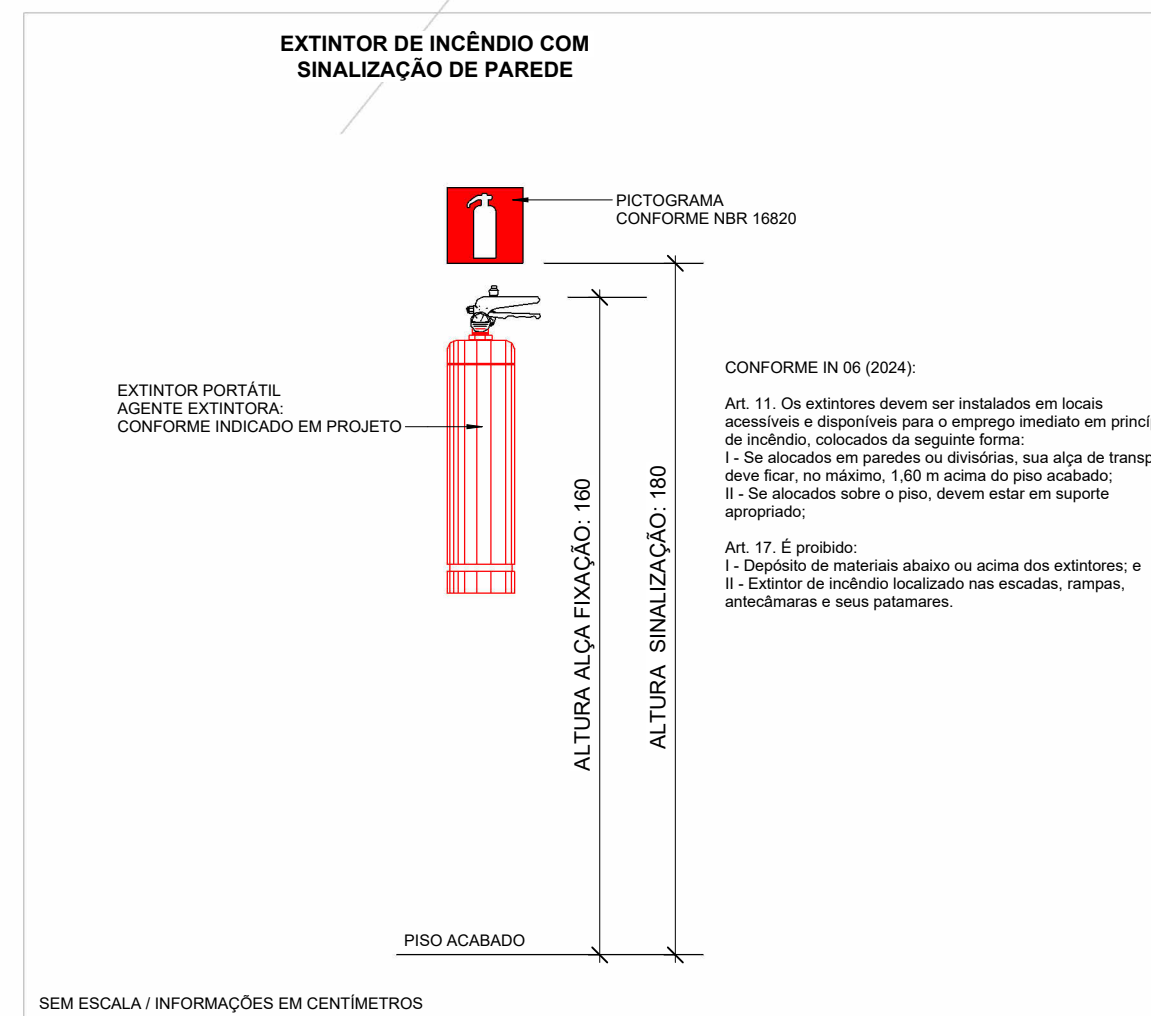 EXTINTOR DE INCÊNDIO COM
SINALIZAÇÃO DE PAREDE
PICTOGRAMA
CONFORME NBR 16820
EXTINTOR PORTÁTIL
AGENTE EXTINTORA:
CONFORME INDICADO EM PROJETO
ALTURA ALÇA FIXAÇÃO: 160
ALTURA SINALIZAÇÃO: 180
CONFORME IN 06 (2024):
Art. 11. Os extintores devem ser instalados em locais
acessíveis e disponíveis para o emprego imediato em
de incêndio, colocados da seguinte forma:
I - Se alocados em paredes ou divisórias, sua alça de
deve ficar, no máximo, 1,60 m acima do piso acabado;
II - Se alocados sobre o piso, devem estar em suporte
apropriado;
Art. 17. É proibido:
I - Depósito de materiais abaixo ou acima dos extintores; e
II - Extintor de incêndio localizado nas escadas, rampas,
antecâmaras e seus patamares.
PISO ACABADO
SEM ESCALA / INFORMAÇÕES EM CENTÍMETROS